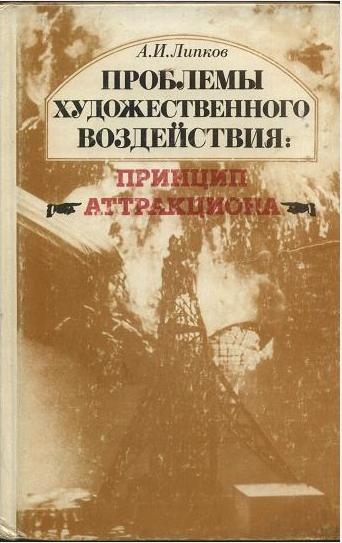 А.И.Липков
ПРОБЛЕМЫ
ХУДОЖЕСТВЕННОГО
ВОЗДЕЙСТВИЯ:
ПРИНЦИП
АТТРАКЦИОНА